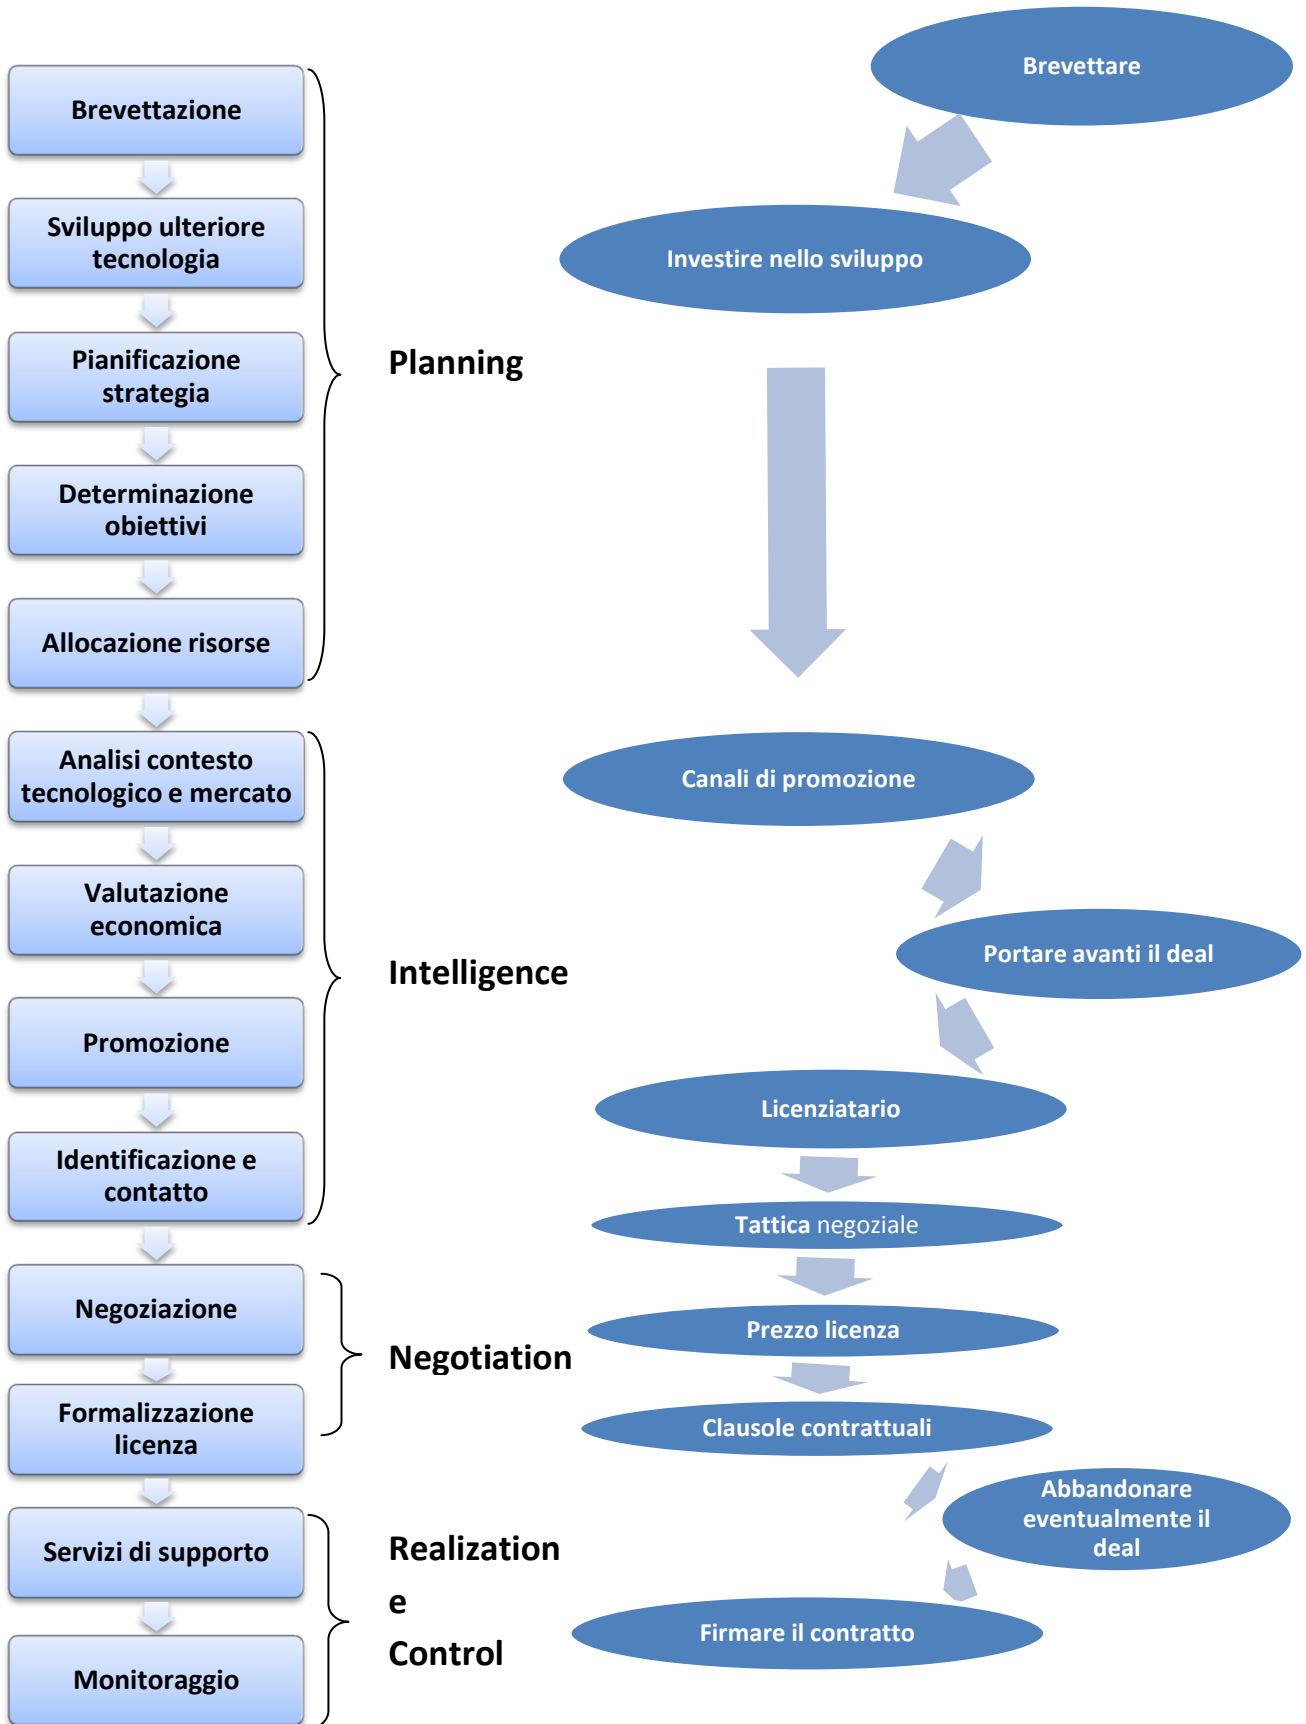 Brevettazione
Sviluppo ulteriore
tecnologia
Pianificazione
strategia
Determinazione
obiettivi
Allocazione risorse
Analisi contesto
tecnologico e mercato
Valutazione
economica
Promozione
Identificazione e
contatto
Negoziazione
Formalizzazione
licenza
Servizi di supporto
Monitoraggio
Planning
Intelligence
Negotiation
Realization
e
Control
Brevettare
Investire nello sviluppo
Canali di promozione
Portare avanti il deal
Licenziatario
Tattica negoziale
Prezzo licenza
Clausole contrattuali
Abbandonare
eventualmente il
deal
Firmare il contratto